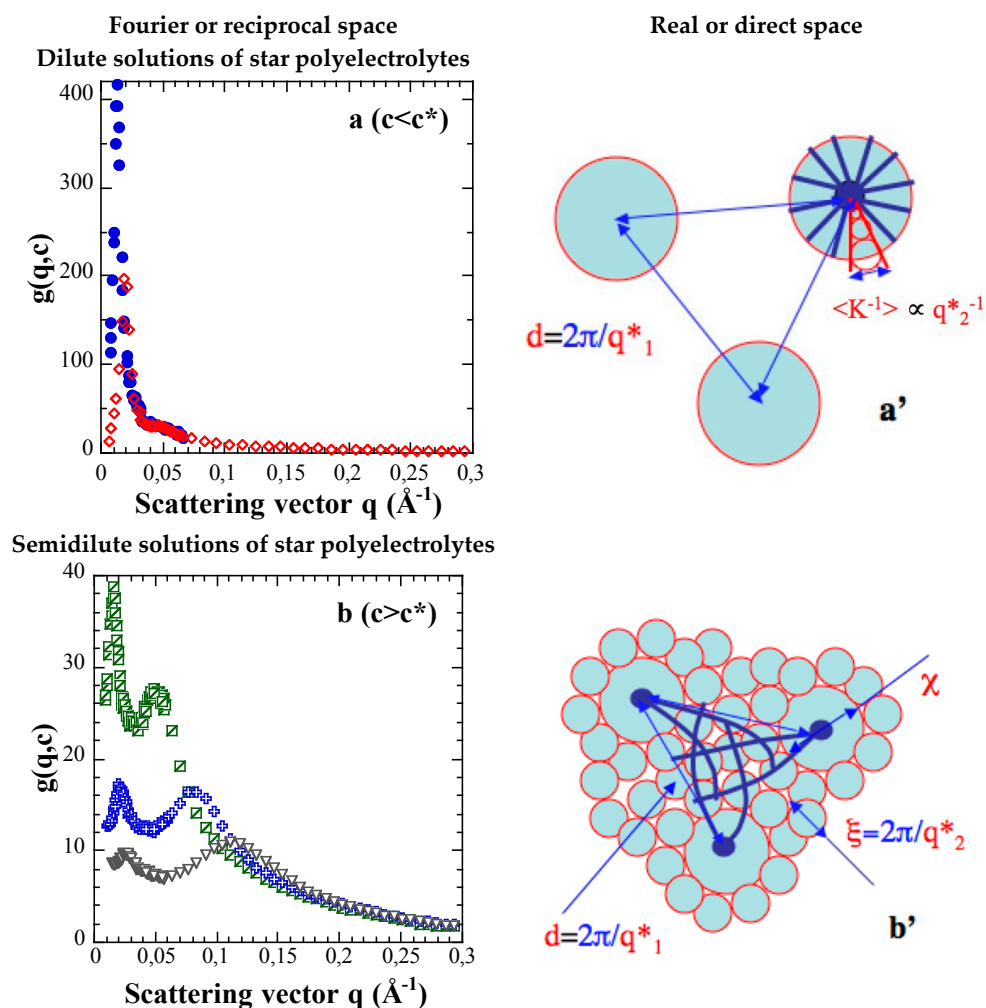 Fourier or reciprocal space
Real or direct space
Dilute solutions of star polyelectrolytes
a (c<c*)
g(q,c)
400
300
200
100
0
0 0,05 0,1 0,15 0,2 0,25 0,3
Scattering vector q (Å⁻¹)
<K⁻¹> ∝ q*₂⁻¹
d=2π/q*₁
a’
Semidilute solutions of star polyelectrolytes
b (c>c*)
g(q,c)
40
30
20
10
0
0 0,05 0,1 0,15 0,2 0,25 0,3
Scattering vector q (Å⁻¹)
χ
ξ=2π/q*₂
d=2π/q*₁
b’